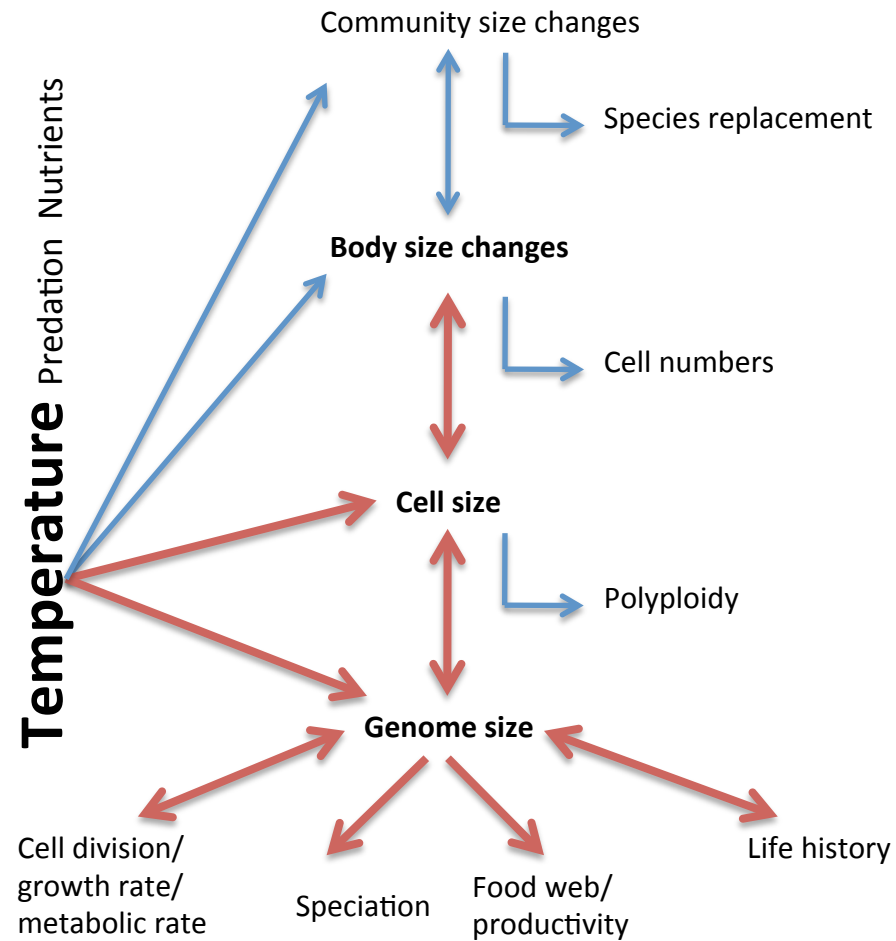 Community size changes
Species replacement
Temperature Predation Nutrients
Body size changes
Cell numbers
Cell size
Polyploidy
Genome size
Cell division/
growth rate/
metabolic rate
Speciation
Food web/
productivity
Life history